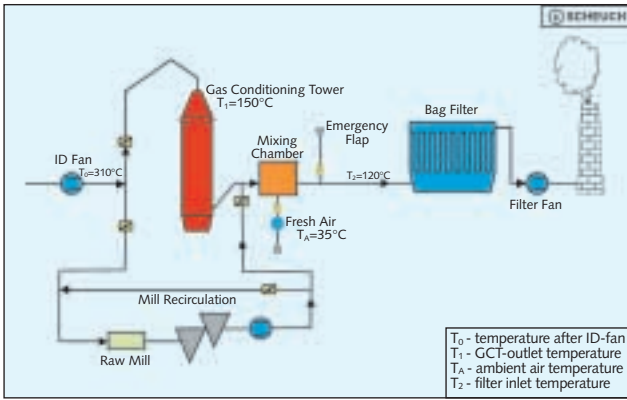 SCHEUCH
Gas Conditioning Tower
T₁=150°C
Emergency
Flap
Bag Filter
Mixing
Chamber
ID Fan
T₀=310°C
T₂=120°C
Filter Fan
Fresh Air
Tᴀ=35°C
Mill Recirculation
Raw Mill
T₀ - temperature after ID-fan
T₁ - GCT-outlet temperature
Tᴀ - ambient air temperature
T₂ - filter inlet temperature